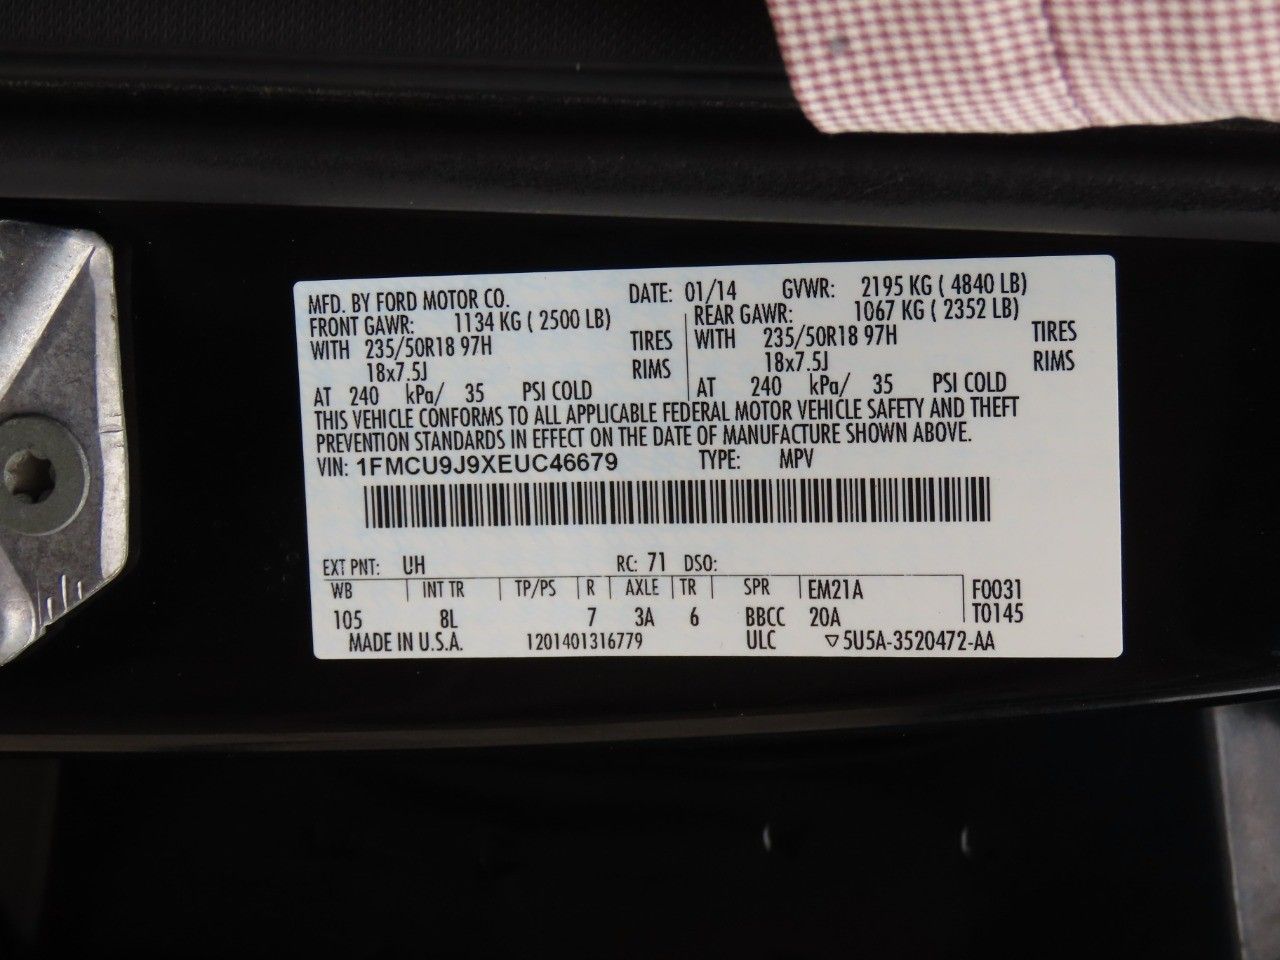 MFD. BY FORD MOTOR CO. DATE: 01/14 GVWR: 2195 KG ( 4840 LB)
FRONT GAWR: 1134 KG ( 2500 LB) REAR GAWR: 1067 KG ( 2352 LB)
WITH 235/50R18 97H TIRES WITH 235/50R18 97H TIRES
18x7.5J RIMS 18x7.5J RIMS
AT 240 kPa/ 35 PSI COLD AT 240 kPa/ 35 PSI COLD
THIS VEHICLE CONFORMS TO ALL APPLICABLE FEDERAL MOTOR VEHICLE SAFETY AND THEFT
PREVENTION STANDARDS IN EFFECT ON THE DATE OF MANUFACTURE SHOWN ABOVE.
VIN: 1FMCU9J9XEUC46679 TYPE: MPV
EXT PNT: UH RC: 71 DSO:
WB INT TR TP/PS R AXLE TR SPR EM21A F0031
105 8L 7 3A 6 BBCC 20A T0145
MADE IN U.S.A. 1201401316779 ULC ▽5U5A-3520472-AA